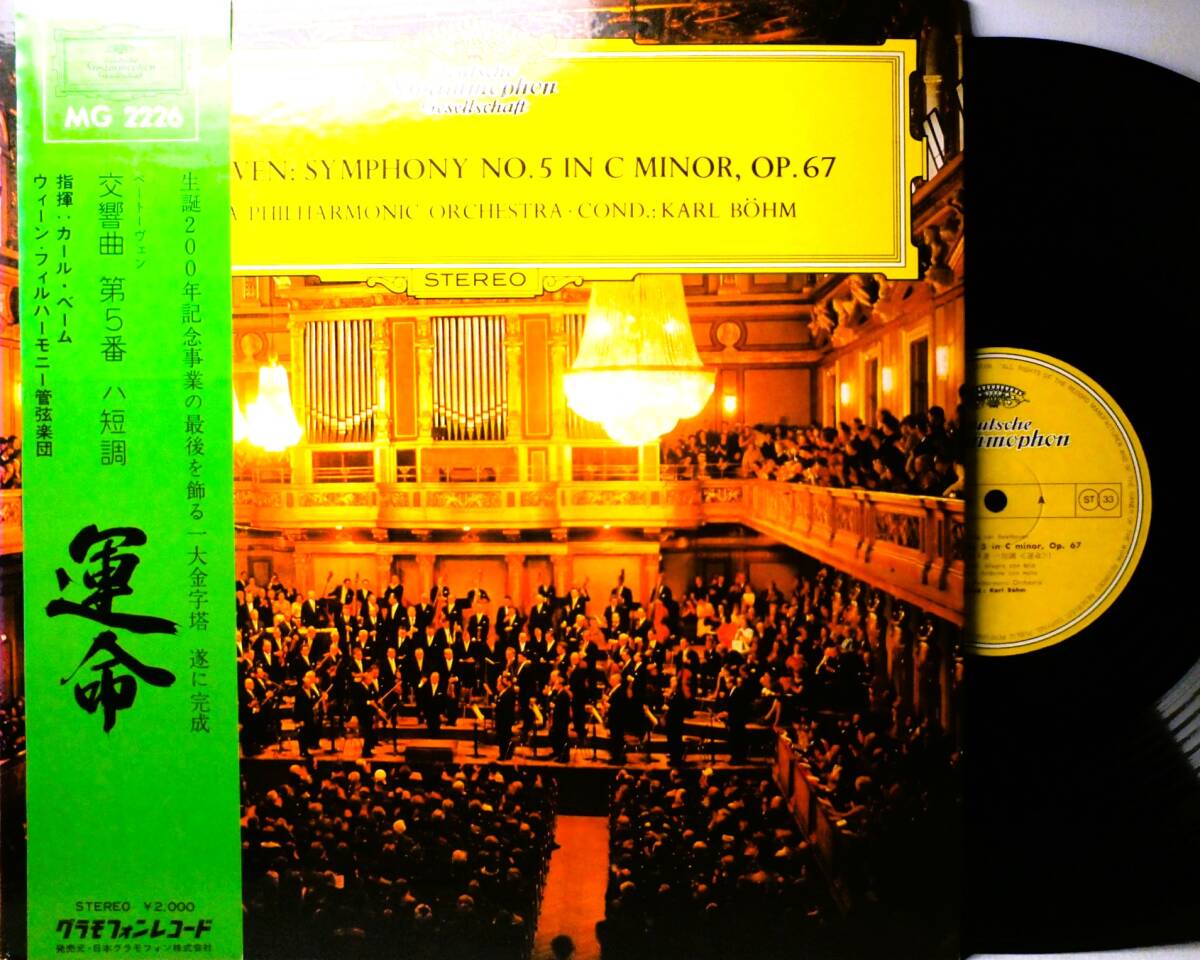 Deutsche
Grammophon
Gesellschaft
MG 2226
生誕200年記念事業の最後を飾る一大金字塔 遂に完成
ベートーヴェン
交響曲 第5番 ハ短調
指揮:カール・ベーム
ウィーン・フィルハーモニー管弦楽団
運命
STEREO ¥2,000
グラモフォンレコード
発売元・日本グラモフォン株式会社
Deutsche
Grammophon
Gesellschaft
VEN: SYMPHONY NO. 5 IN C MINOR, OP. 67
A PHILHARMONIC ORCHESTRA · COND.: KARL BÖHM
STEREO
eutsche
mmophon
A
ST 33
in C minor, Op. 67
Karl Böhm